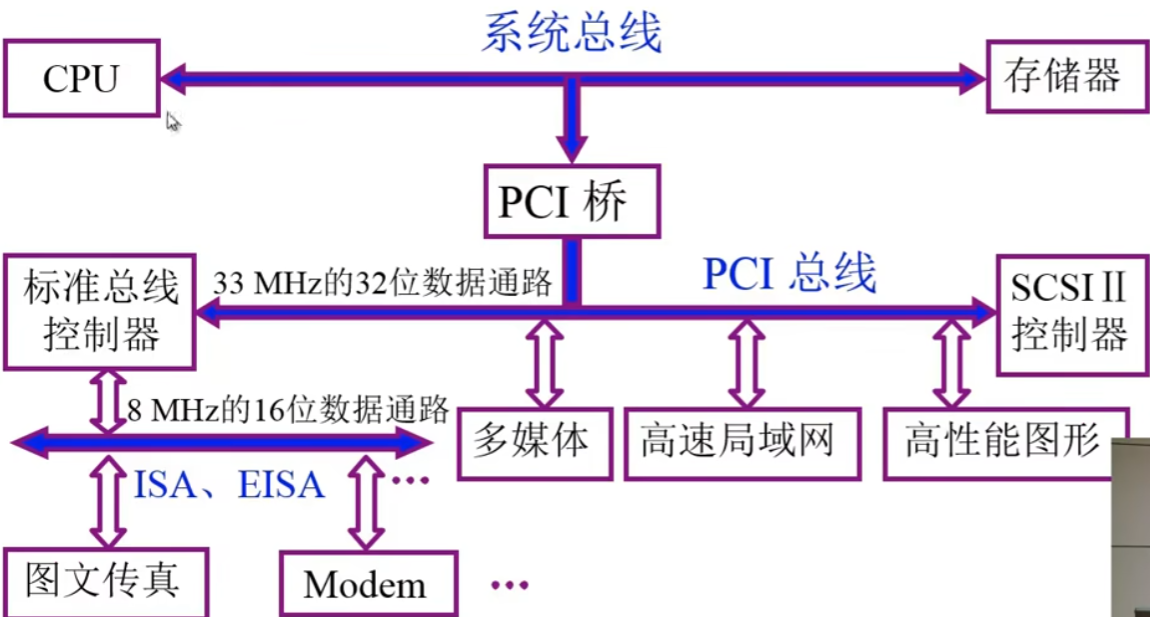 系统总线
CPU
存储器
PCI 桥
33 MHz的32位数据通路
PCI 总线
标准总线
控制器
SCSI Ⅱ
控制器
8 MHz的16位数据通路
多媒体
高速局域网
高性能图形
ISA、EISA
…
图文传真
Modem
…